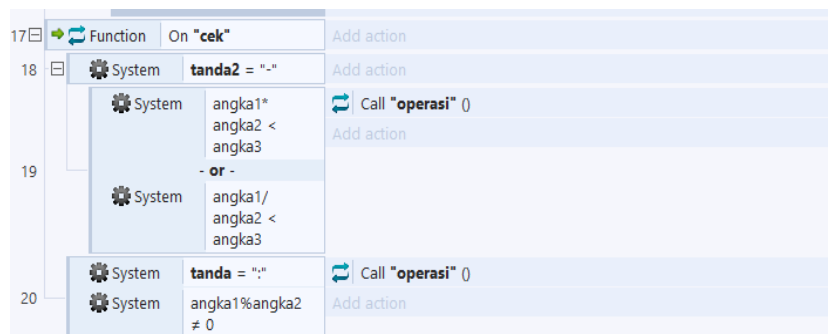 17 Function On "cek" Add action
18 System tanda2 = "-" Add action
System angka1* Call "operasi" ()
angka2 < Add action
angka3
19 - or -
System angka1/
angka2 <
angka3
System tanda = ":" Call "operasi" ()
20 System angka1%angka2 Add action
≠ 0